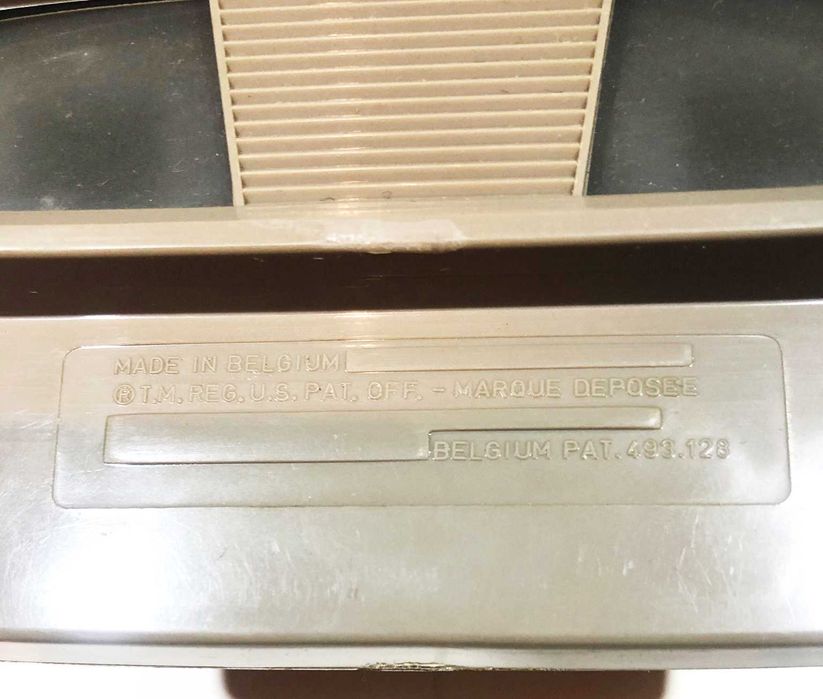 MADE IN BELGIUM
® T.M. REG. U.S. PAT. OFF. - MARQUE DEPOSEE
BELGIUM PAT. 493.128